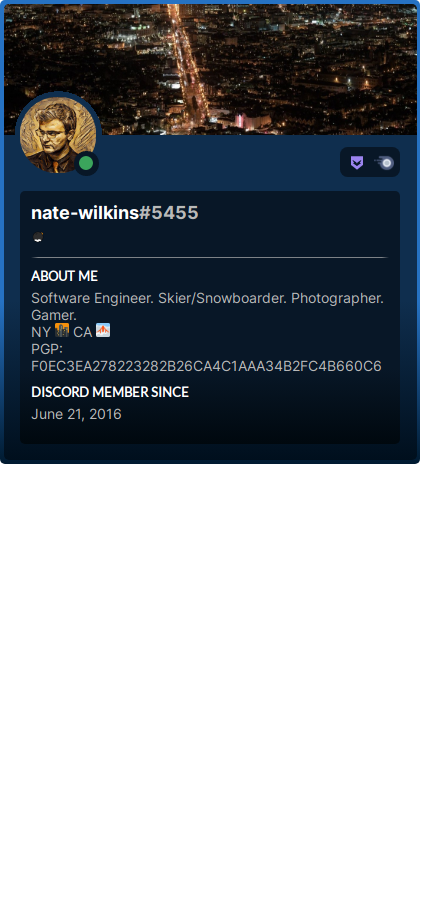 nate-wilkins#5455
ABOUT ME
Software Engineer. Skier/Snowboarder. Photographer.
Gamer.
NY 🌆 CA 🏔
PGP:
F0EC3EA278223282B26CA4C1AAA34B2FC4B660C6
DISCORD MEMBER SINCE
June 21, 2016